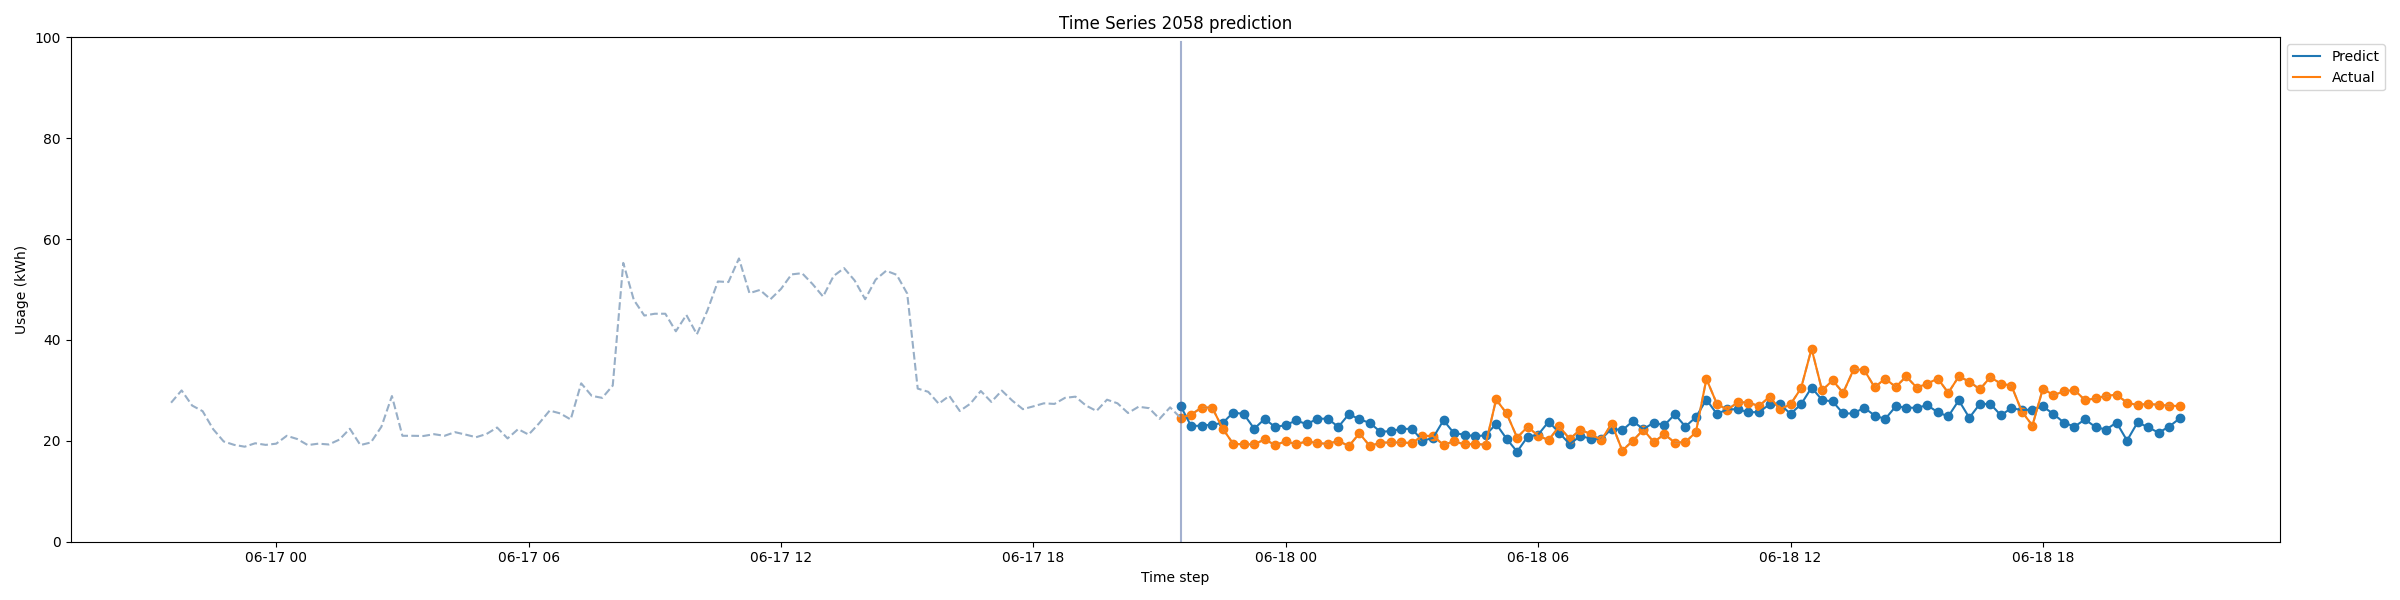 Time Series 2058 prediction
100
80
60
40
20
0
Usage (kWh)
06-17 00
06-17 06
06-17 12
06-17 18
06-18 00
06-18 06
06-18 12
06-18 18
Time step
Predict
Actual